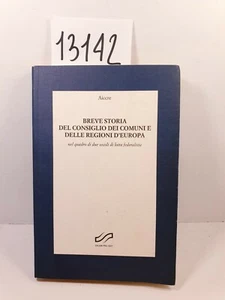 13142
Aiccre
BREVE STORIA
DEL CONSIGLIO DEI COMUNI E
DELLE REGIONI D'EUROPA
nel quadro di due secoli di lotta federalista